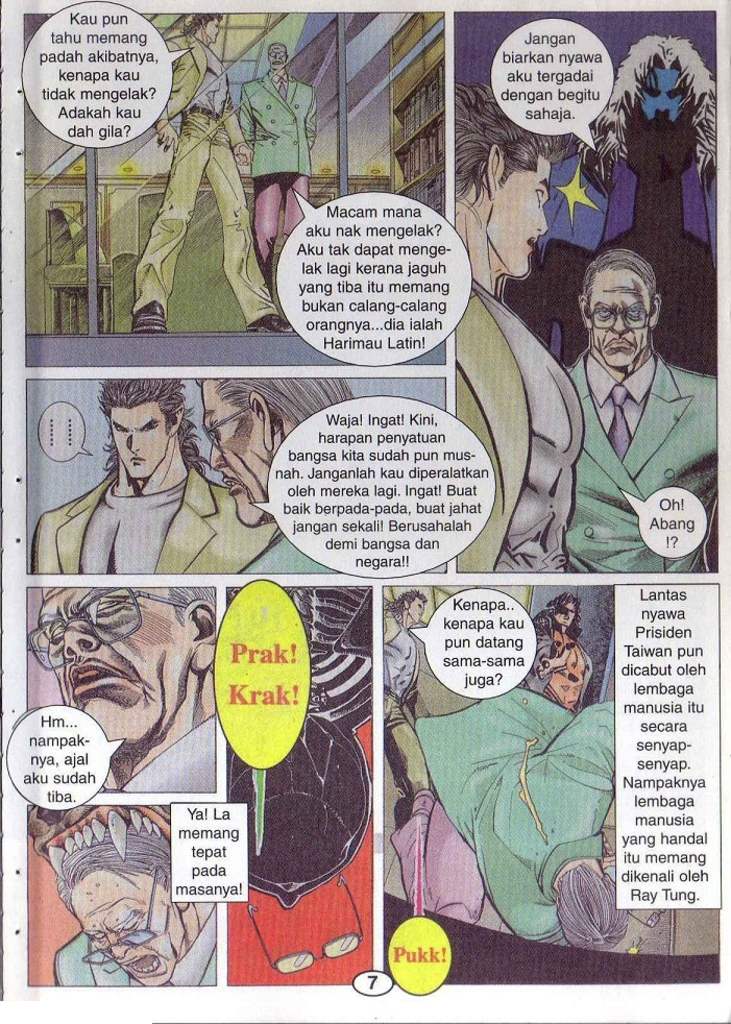 Kau pun
tahu memang
padah akibatnya,
kenapa kau
tidak mengelak?
Adakah kau
dah gila?
Macam mana
aku nak mengelak?
Aku tak dapat menge-
lak lagi kerana jaguh
yang tiba itu memang
bukan calang-calang
orangnya...dia ialah
Harimau Latin!
Jangan
biarkan nyawa
aku tergadai
dengan begitu
sahaja.
Oh!
Abang
!?
Waja! Ingat! Kini,
harapan penyatuan
bangsa kita sudah pun mus-
nah. Janganlah kau diperalatkan
oleh mereka lagi. Ingat! Buat
baik berpada-pada, buat jahat
jangan sekali! Berusahalah
demi bangsa dan
negara!!
Hm...
nampak-
nya, ajal
aku sudah
tiba.
Ya! La
memang
tepat
pada
masanya!
Prak!
Krak!
Kenapa..
kenapa kau
pun datang
sama-sama
juga?
Pukk!
Lantas
nyawa
Prisiden
Taiwan pun
dicabut oleh
lembaga
manusia itu
secara
senyap-
senyap.
Nampaknya
lembaga
manusia
yang handal
itu memang
dikenali oleh
Ray Tung.
7